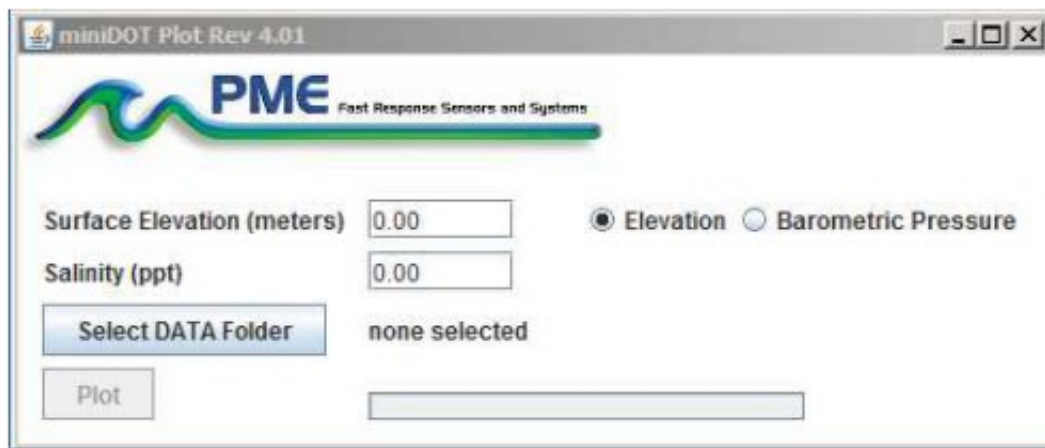 miniDOT Plot Rev 4.01
PME Fast Response Sensors and Systems
Surface Elevation (meters) 0.00 Elevation Barometric Pressure
Salinity (ppt) 0.00
Select DATA Folder none selected
Plot